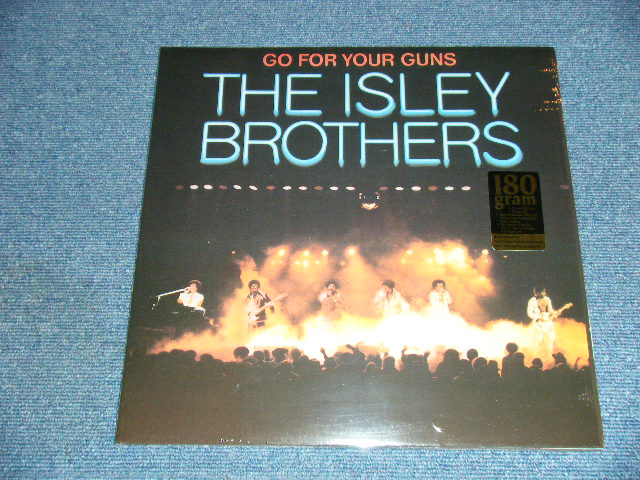 GO FOR YOUR GUNS
THE ISLEY
BROTHERS
180
gram